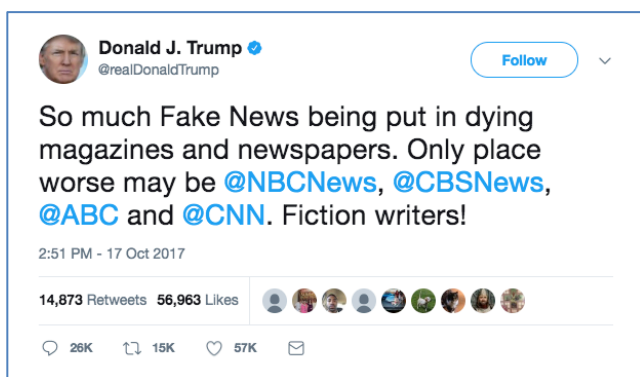 Donald J. Trump
@realDonaldTrump
Follow
So much Fake News being put in dying
magazines and newspapers. Only place
worse may be @NBCNews, @CBSNews,
@ABC and @CNN. Fiction writers!
2:51 PM - 17 Oct 2017
14,873 Retweets 56,963 Likes
26K 15K 57K